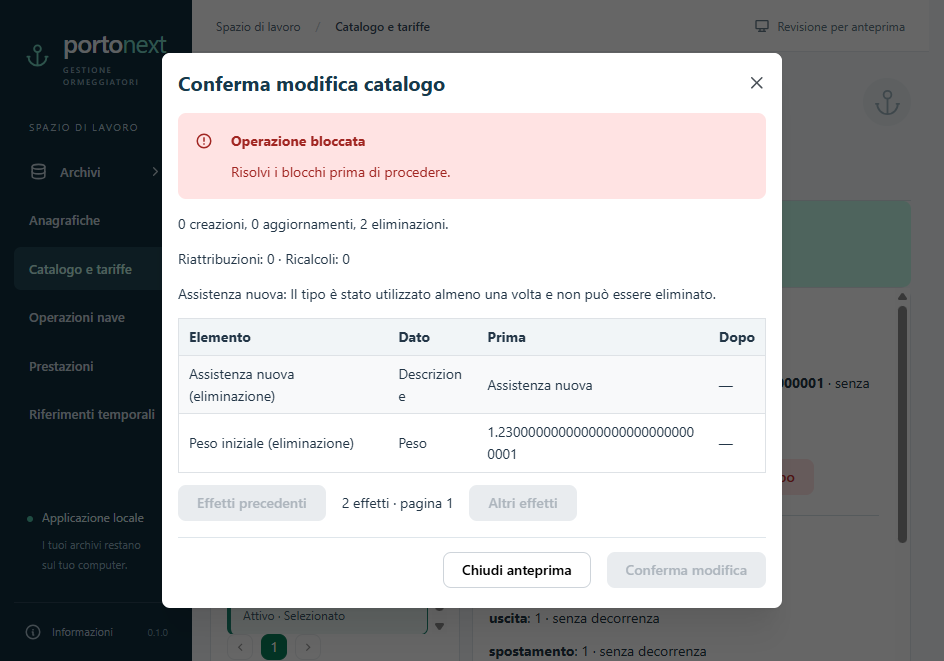 portonext
GESTIONE
ORMEGGIATORI
SPAZIO DI LAVORO
Archivi
Anagrafiche
Catalogo e tariffe
Operazioni nave
Prestazioni
Riferimenti temporali
Applicazione locale
I tuoi archivi restano
sul tuo computer.
Informazioni 0.1.0
Spazio di lavoro / Catalogo e tariffe
Revisione per anteprima
Conferma modifica catalogo
Operazione bloccata
Risolvi i blocchi prima di procedere.
0 creazioni, 0 aggiornamenti, 2 eliminazioni.
Riattribuzioni: 0 · Ricalcoli: 0
Assistenza nuova: Il tipo è stato utilizzato almeno una volta e non può essere eliminato.
Elemento Dato Prima Dopo
Assistenza nuova
(eliminazione)
Descrizion
e
Assistenza nuova —
Peso iniziale (eliminazione) Peso
1.23000000000000000000000000
0001
—
Effetti precedenti 2 effetti · pagina 1 Altri effetti
Chiudi anteprima Conferma modifica
00001 · senza
po
Attivo · Selezionato
1
uscita: 1 · senza decorrenza
spostamento: 1 · senza decorrenza